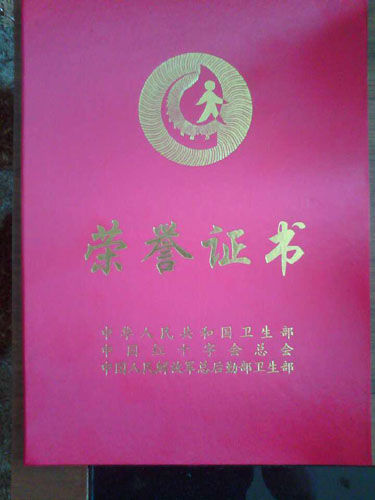 荣誉证书
中华人民共和国卫生部
中国红十字会总会
中国人民解放军总后勤部卫生部